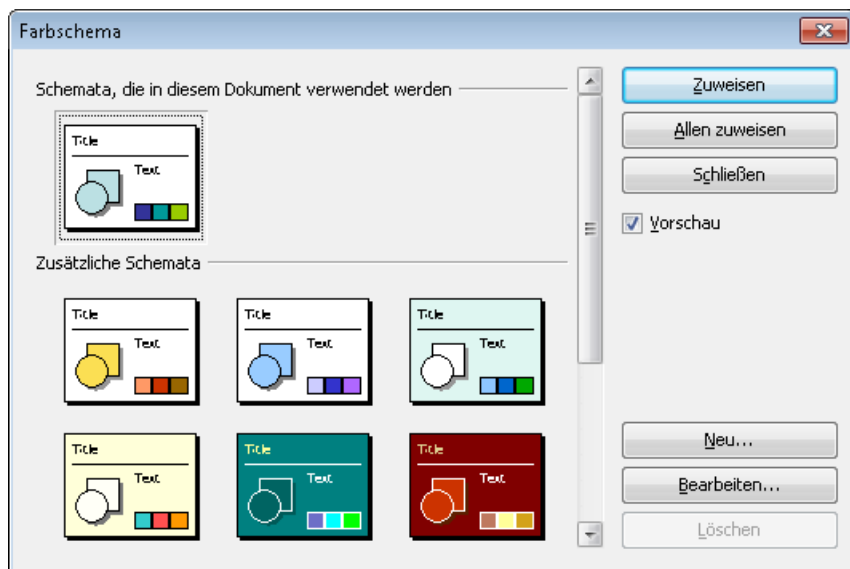 Farbschema
Schemata, die in diesem Dokument verwendet werden
Title
Text
Zusätzliche Schemata
Title
Text
Title
Text
Title
Text
Title
Text
Title
Text
Title
Text
Zuweisen
Allen zuweisen
Schließen
Vorschau
Neu...
Bearbeiten...
Löschen